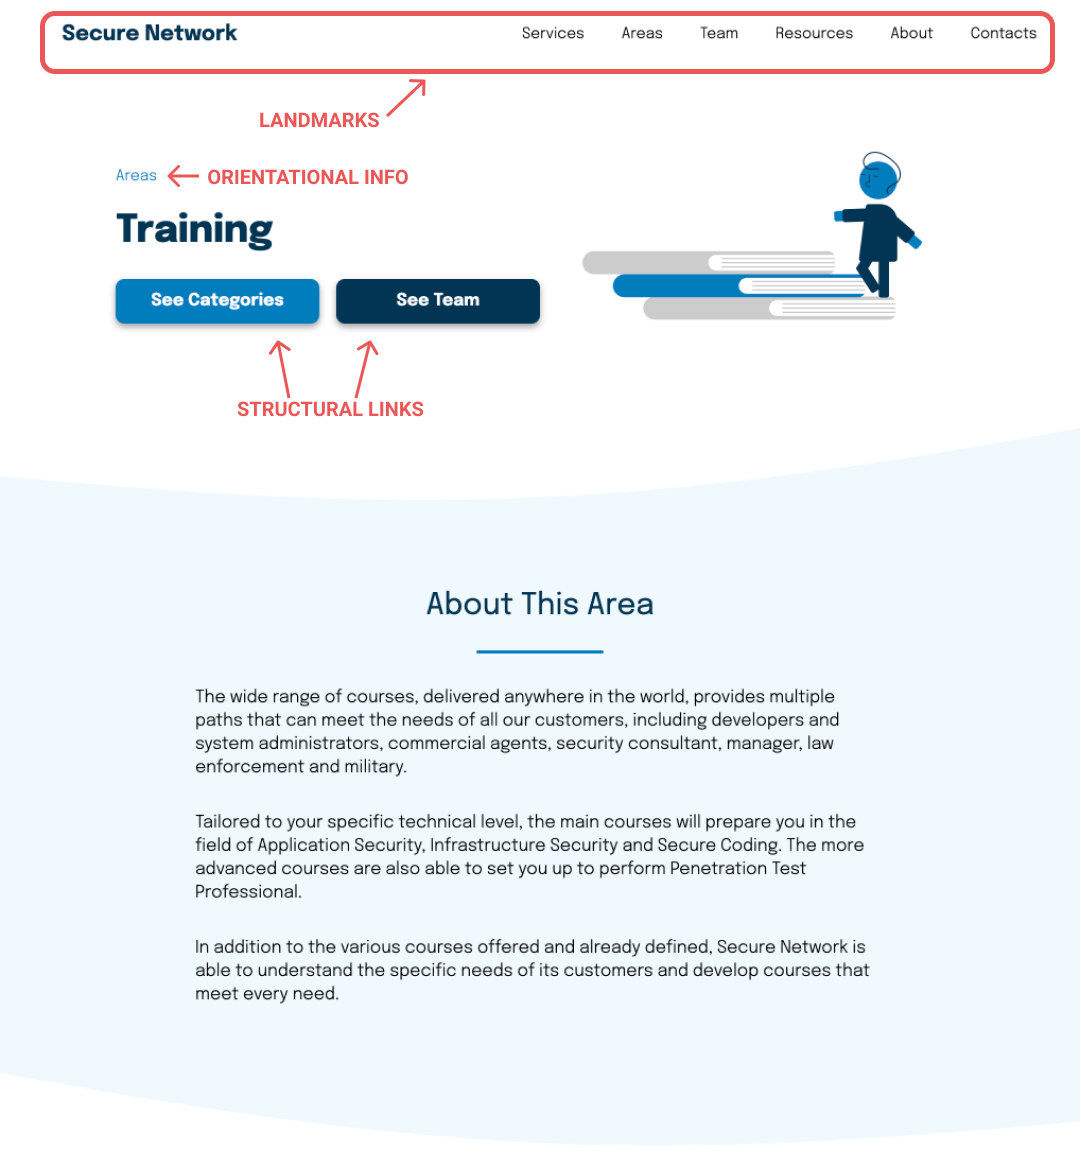 Secure Network Services Areas Team Resources About Contacts
LANDMARKS
Areas ORIENTATIONAL INFO
Training
See Categories See Team
STRUCTURAL LINKS
About This Area
The wide range of courses, delivered anywhere in the world, provides multiple
paths that can meet the needs of all our customers, including developers and
system administrators, commercial agents, security consultant, manager, law
enforcement and military.
Tailored to your specific technical level, the main courses will prepare you in the
field of Application Security, Infrastructure Security and Secure Coding. The more
advanced courses are also able to set you up to perform Penetration Test
Professional.
In addition to the various courses offered and already defined, Secure Network is
able to understand the specific needs of its customers and develop courses that
meet every need.